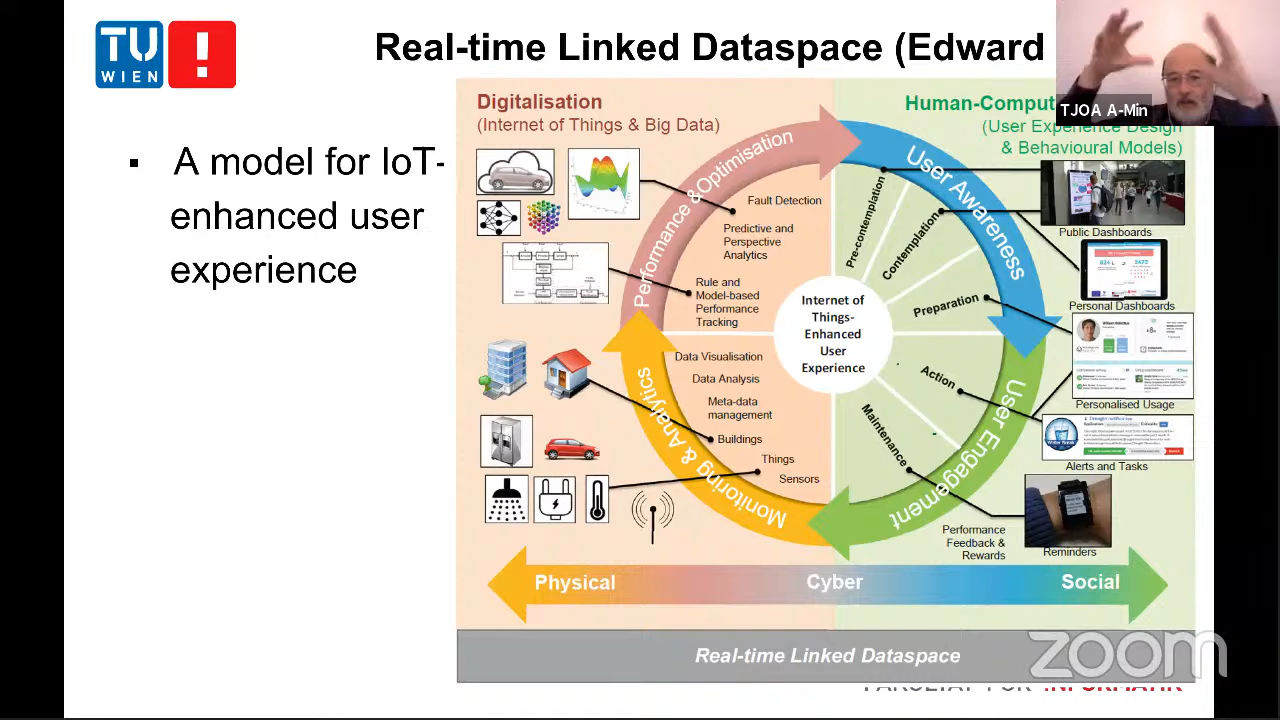 TU
WIEN
Real-time Linked Dataspace (Edward
TJOA A-Min
▪ A model for IoT-
enhanced user
experience
Digitalisation
(Internet of Things & Big Data)
Human-Comput
(User Experience Design
& Behavioural Models)
Performance & Optimisation
User Awareness
User Engagement
Monitoring & Analytics
Fault Detection
Predictive and
Perspective
Analytics
Rule and
Model-based
Performance
Tracking
Data Visualisation
Data Analysis
Meta-data
management
Buildings
Things
Sensors
Internet of
Things-
Enhanced
User
Experience
Pre-contemplation
Contemplation
Preparation
Action
Maintenance
Public Dashboards
Personal Dashboards
Personalised Usage
Alerts and Tasks
Performance
Feedback &
Rewards
Reminders
Physical
Cyber
Social
Real-time Linked Dataspace
zoom